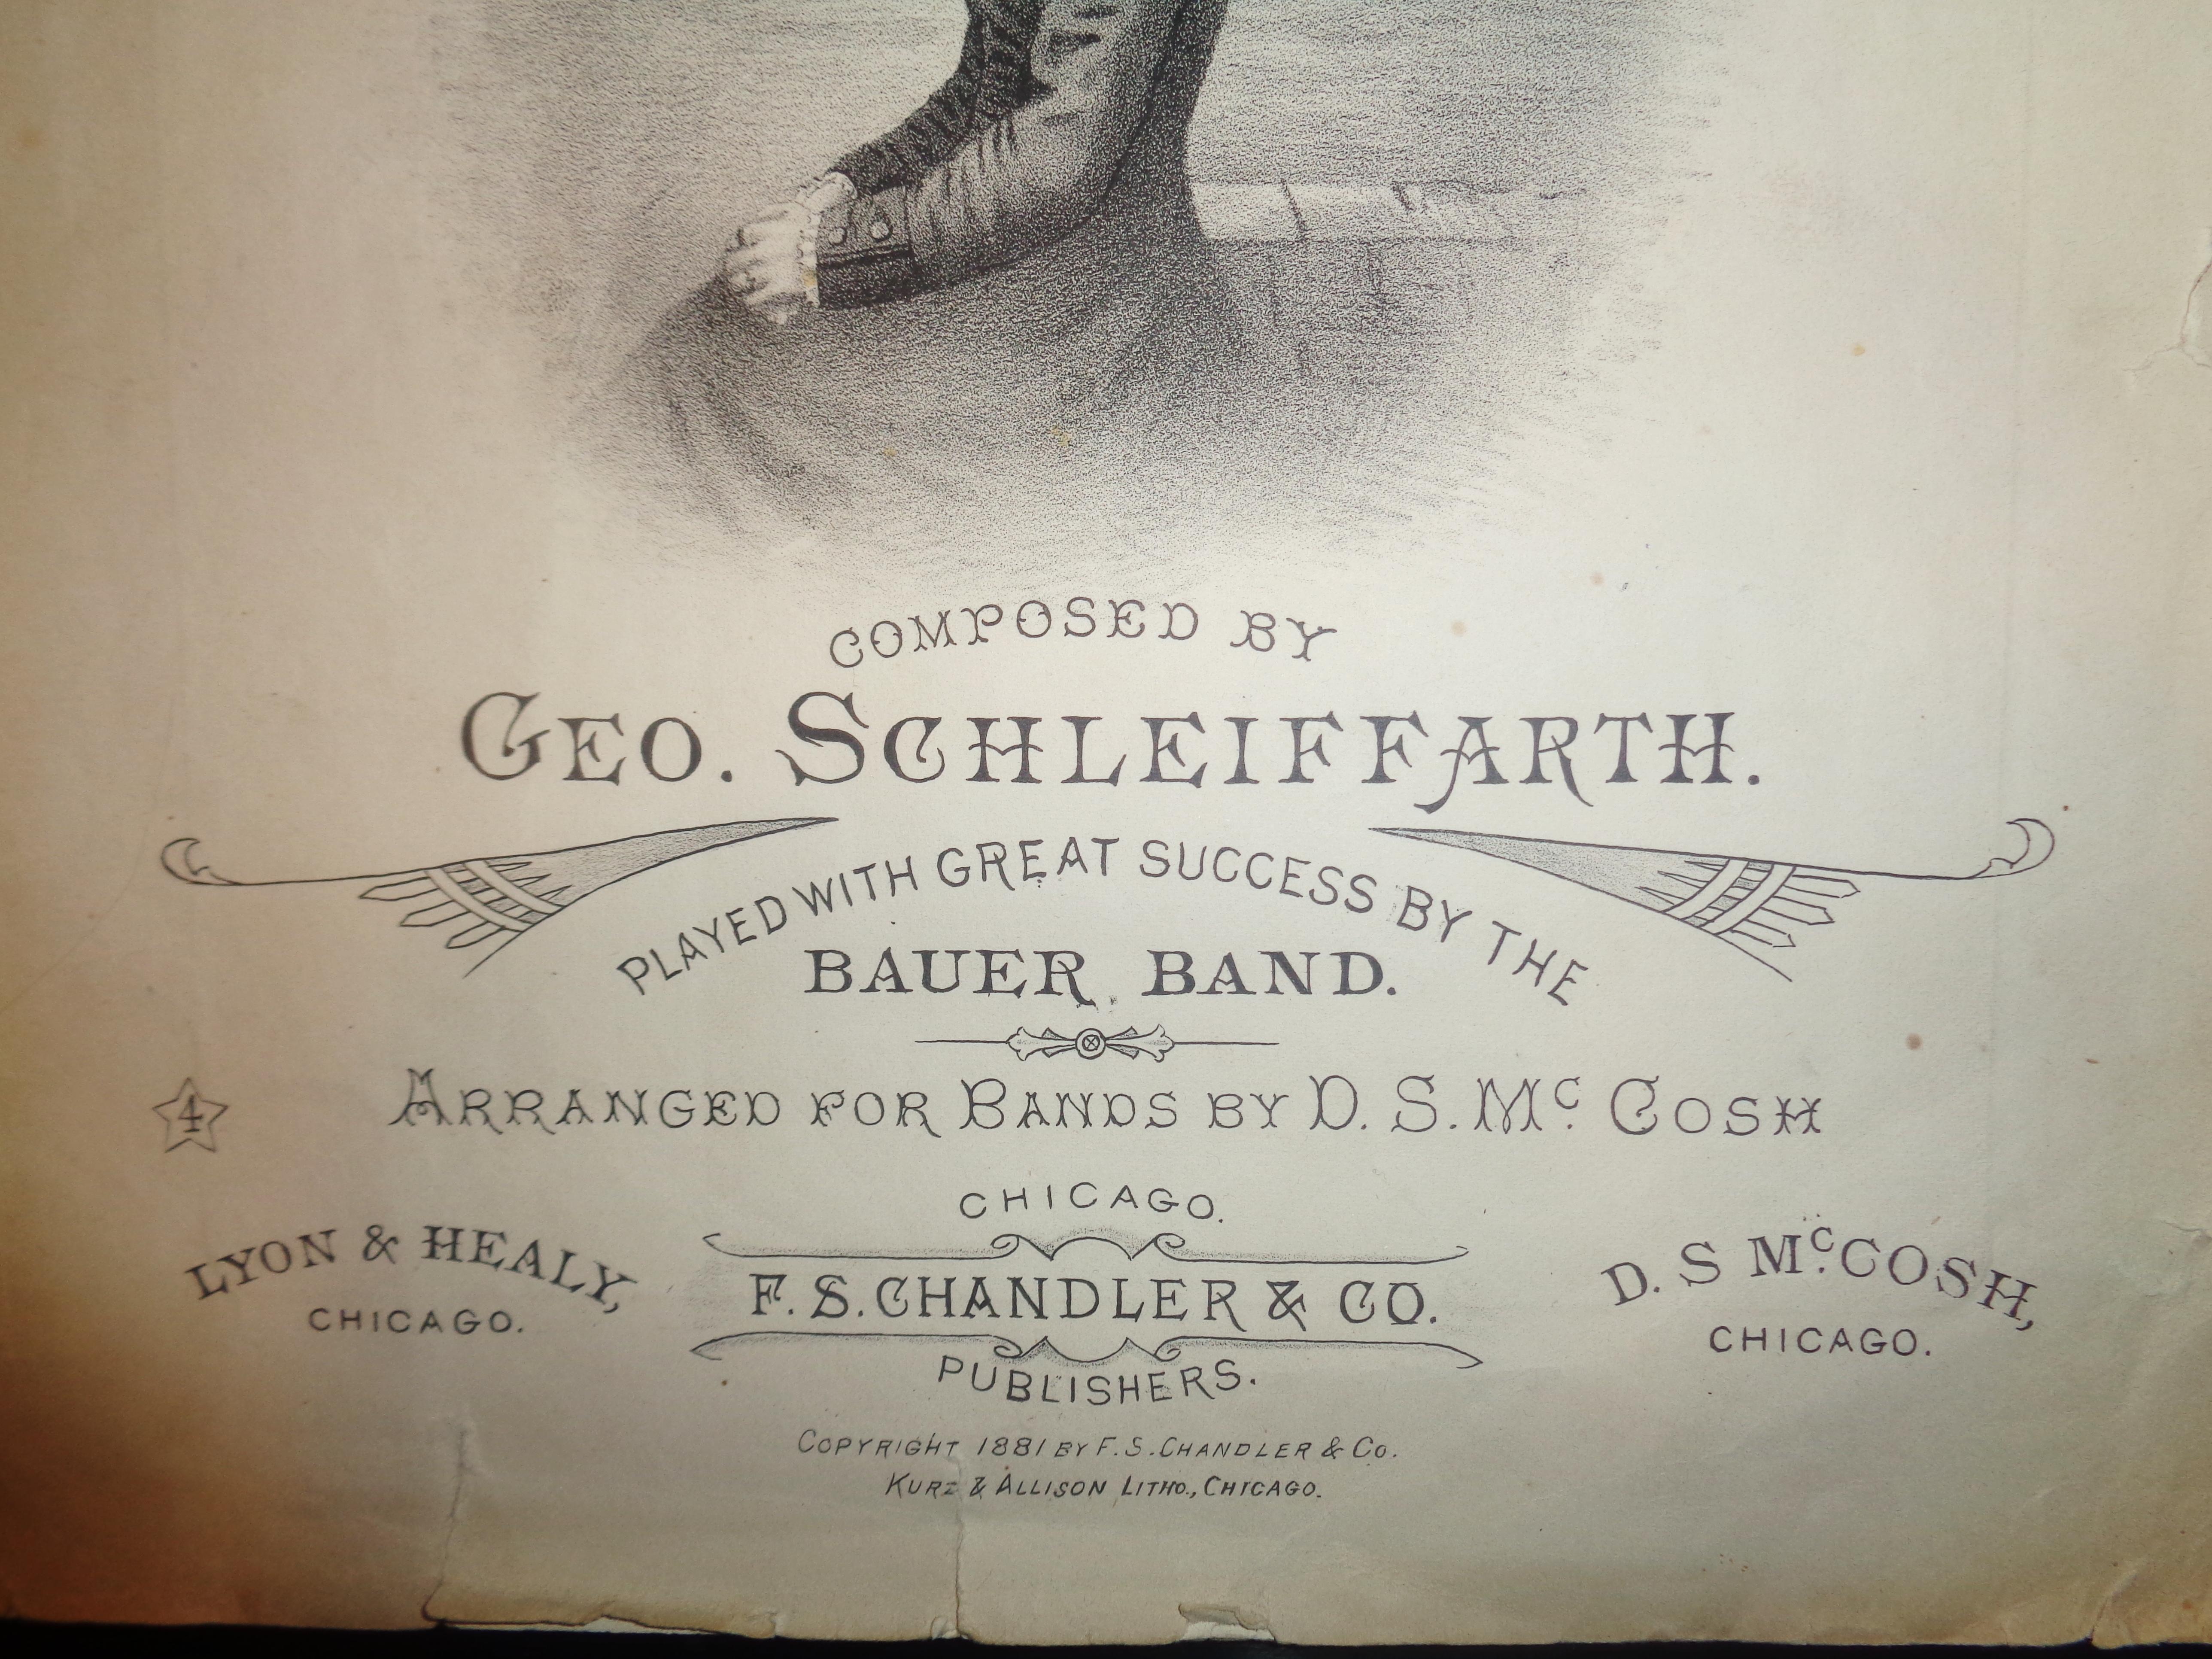 COMPOSED BY
GEO. SCHLEIFFARTH.
PLAYED WITH GREAT SUCCESS BY THE
BAUER BAND.
4
ARRANGED FOR BANDS BY D. S. Mc COSH
CHICAGO.
LYON & HEALY,
CHICAGO.
F. S. CHANDLER & CO.
PUBLISHERS.
D. S McCOSH,
CHICAGO.
COPYRIGHT 1881 BY F. S. CHANDLER & CO.
KURZ & ALLISON LITHO., CHICAGO.